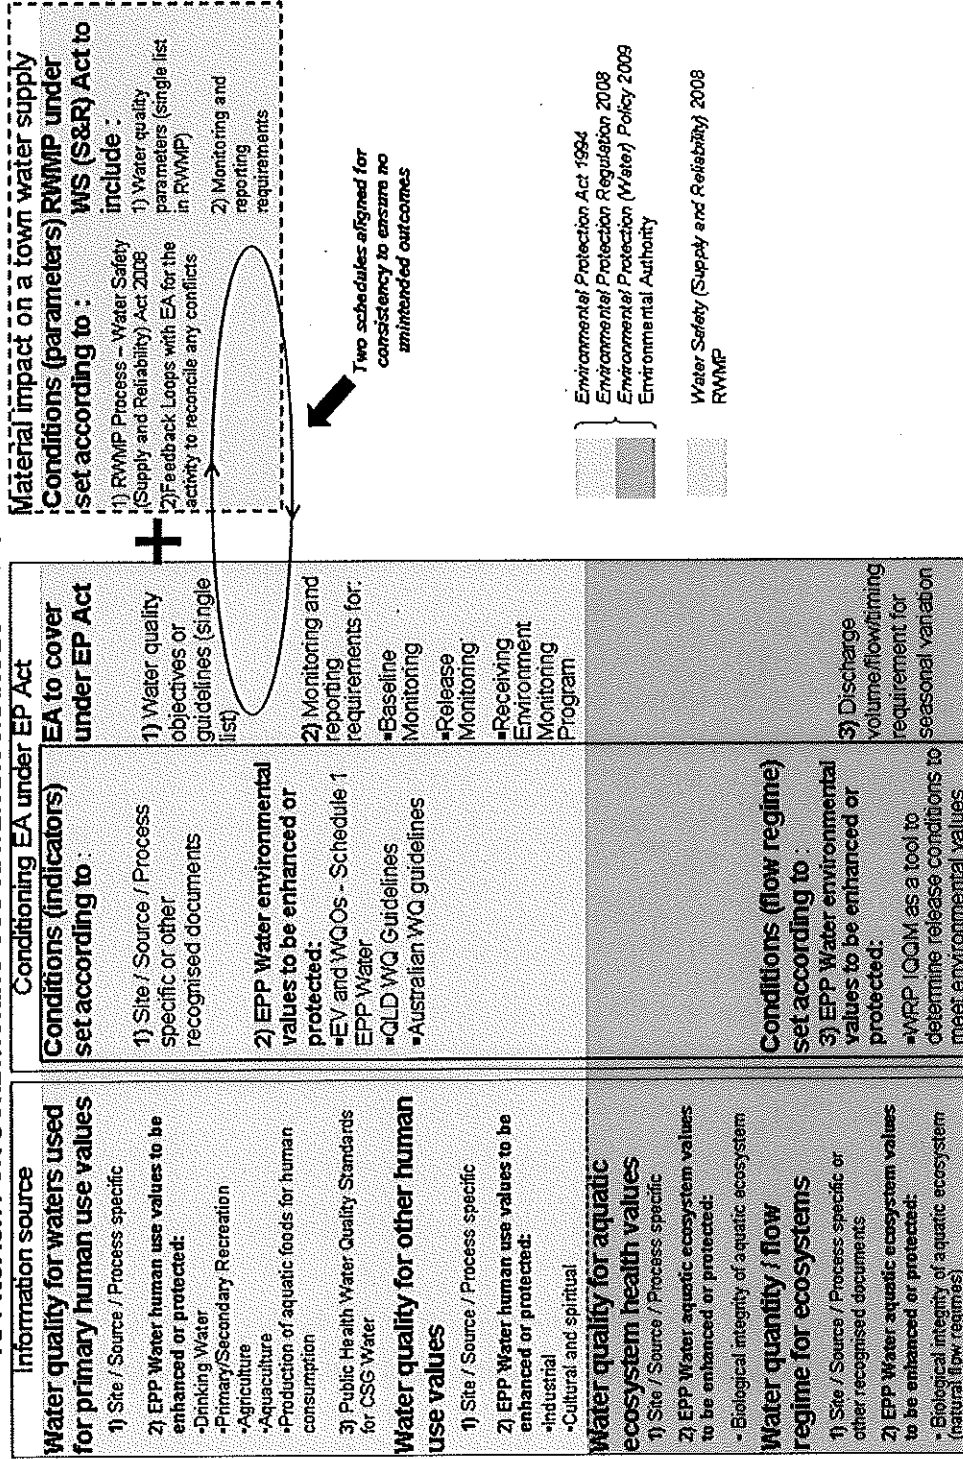 Information source
Water quality for waters used
for primary human use values
1) Site / Source / Process specific
2) EPP Water human use values to be
enhanced or protected:
•Drinking Water
•Primary/Secondary Recreation
•Agriculture
•Aquaculture
•Production of aquatic foods for human
consumption
3) Public Health Water Quality Standards
for CSG Water
Water quality for other human
use values
1) Site / Source / Process specific
2) EPP Water human use values to be
enhanced or protected:
•Industrial
•Cultural and spiritual
Water quality for aquatic
ecosystem health values
1) Site / Source / Process specific
2) EPP Water aquatic ecosystem values
to be enhanced or protected:
• Biological integrity of aquatic ecosystem
Water quantity / flow
regime for ecosystems
1) Site / Source / Process specific or
other recognised documents
2) EPP Water aquatic ecosystem values
to be enhanced or protected:
• Biological integrity of aquatic ecosystem
(natural flow regimes)
Conditioning EA under EP Act
Conditions (indicators)
set according to :
1) Site / Source / Process
specific or other
recognised documents
2) EPP Water environmental
values to be enhanced or
protected:
•EV and WQOs - Schedule 1
EPP Water
•QLD WQ Guidelines
•Australian WQ guidelines
Conditions (flow regime)
set according to :
3) EPP Water environmental
values to be enhanced or
protected:
•WRP IQQM as a tool to
determine release conditions to
meet environmental values
EA to cover
under EP Act
1) Water quality
objectives or
guidelines (single
list)
2) Monitoring and
reporting
requirements for:
•Baseline
Monitoring
•Release
Monitoring
•Receiving
Environment
Monitoring
Program
3) Discharge
volume/flow/timing
requirement for
seasonal variation
+
Material impact on a town water supply
Conditions (parameters)
set according to :
1) RWMP Process – Water Safety
(Supply and Reliability) Act 2008
2)Feedback Loops with EA for the
activity to reconcile any conflicts
RWMP under
WS (S&R) Act to
include :
1) Water quality
parameters (single list
in RWMP)
2) Monitoring and
reporting
requirements
Two schedules aligned for
consistency to ensure no
unintended outcomes
Environmental Protection Act 1994
Environmental Protection Regulation 2008
Environmental Protection (Water) Policy 2009
Environmental Authority
Water Safety (Supply and Reliability) 2008
RWMP